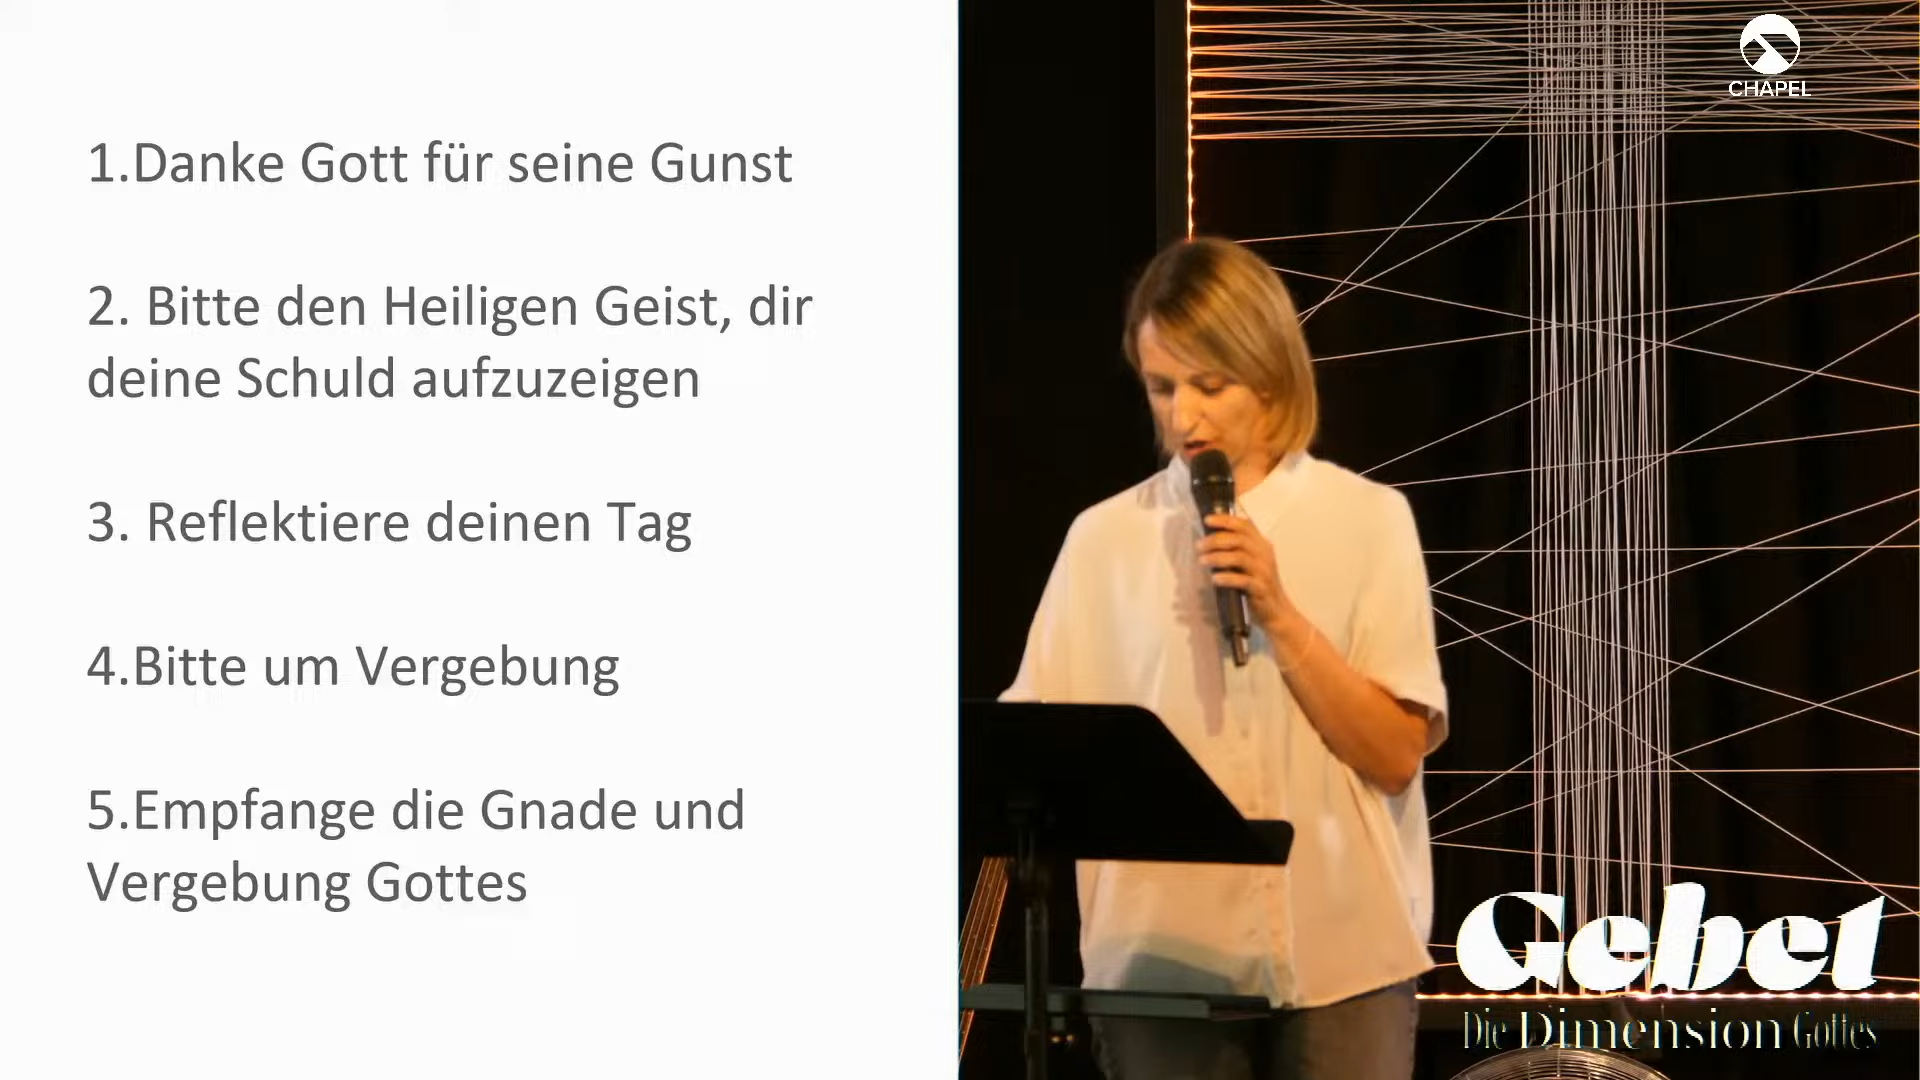 1.Danke Gott für seine Gunst
2. Bitte den Heiligen Geist, dir
deine Schuld aufzuzeigen
3. Reflektiere deinen Tag
4.Bitte um Vergebung
5.Empfange die Gnade und
Vergebung Gottes
CHAPEL
Gebet
Die Dimension Gottes